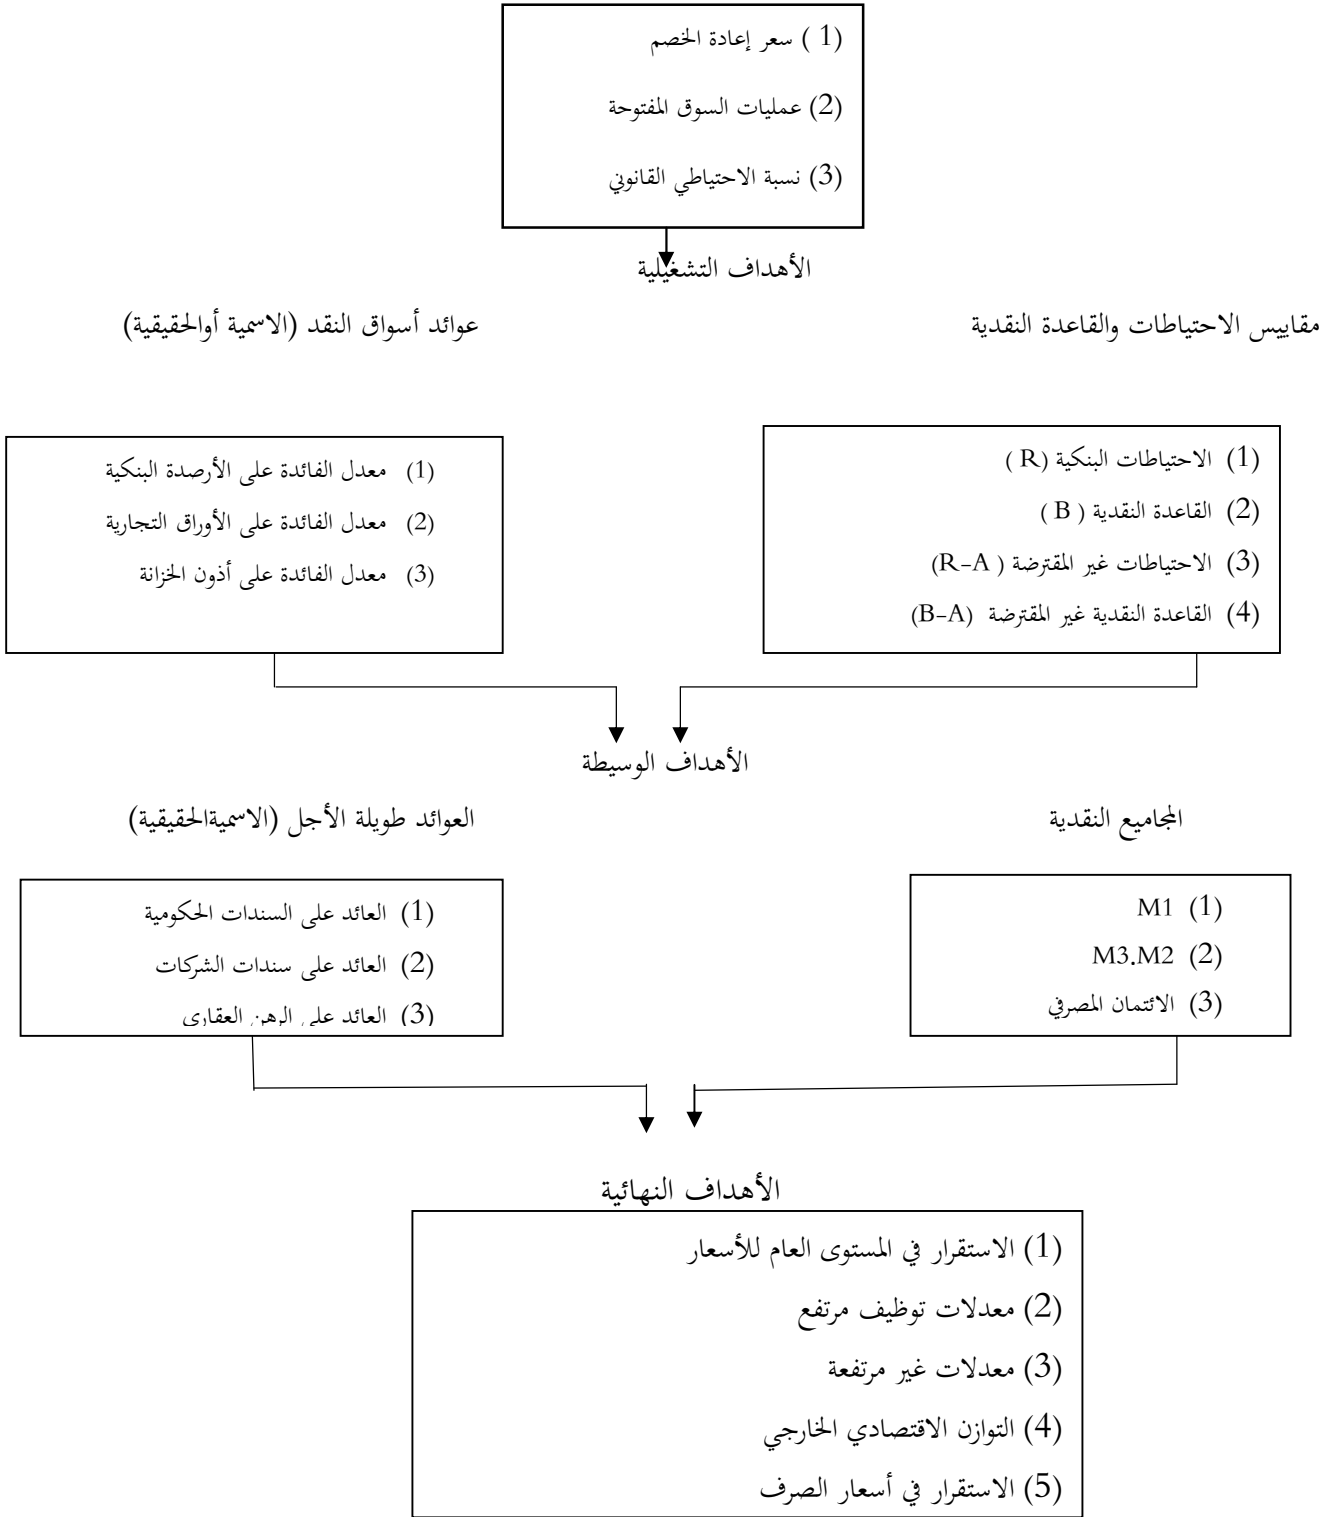 (1 ) سعر إعادة الخصم
(2) عمليات السوق المفتوحة
(3) نسبة الاحتياطي القانوني
الأهداف التشغيلية
مقاييس الاحتياطات والقاعدة النقدية
عوائد أسواق النقد (الاسمية أوالحقيقية)
(1) الاحتياطات البنكية (R )
(2) القاعدة النقدية ( B )
(3) الاحتياطات غير المقترضة ( R-A)
(4) القاعدة النقدية غير المقترضة (B-A)
(1) معدل الفائدة على الأرصدة البنكية
(2) معدل الفائدة على الأوراق التجارية
(3) معدل الفائدة على أذون الخزانة
الأهداف الوسيطة
المجاميع النقدية
العوائد طويلة الأجل (الاسميةالحقيقية)
(1) M1
(2) M3.M2
(3) الائتمان المصرفي
(1) العائد على السندات الحكومية
(2) العائد على سندات الشركات
(3) العائد على الرهن العقاري
الأهداف النهائية
(1) الاستقرار في المستوى العام للأسعار
(2) معدلات توظيف مرتفع
(3) معدلات غير مرتفعة
(4) التوازن الاقتصادي الخارجي
(5) الاستقرار في أسعار الصرف